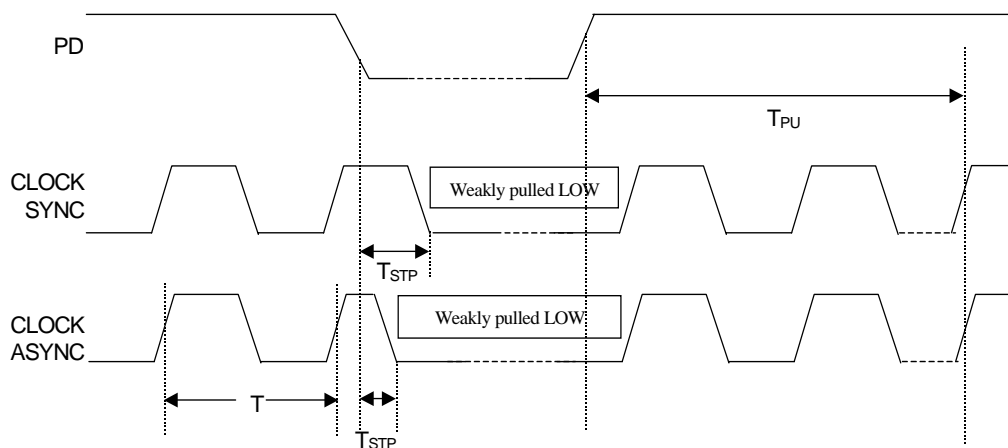 PD
TPU
CLOCK
SYNC
Weakly pulled LOW
TSTP
CLOCK
ASYNC
Weakly pulled LOW
T
TSTP